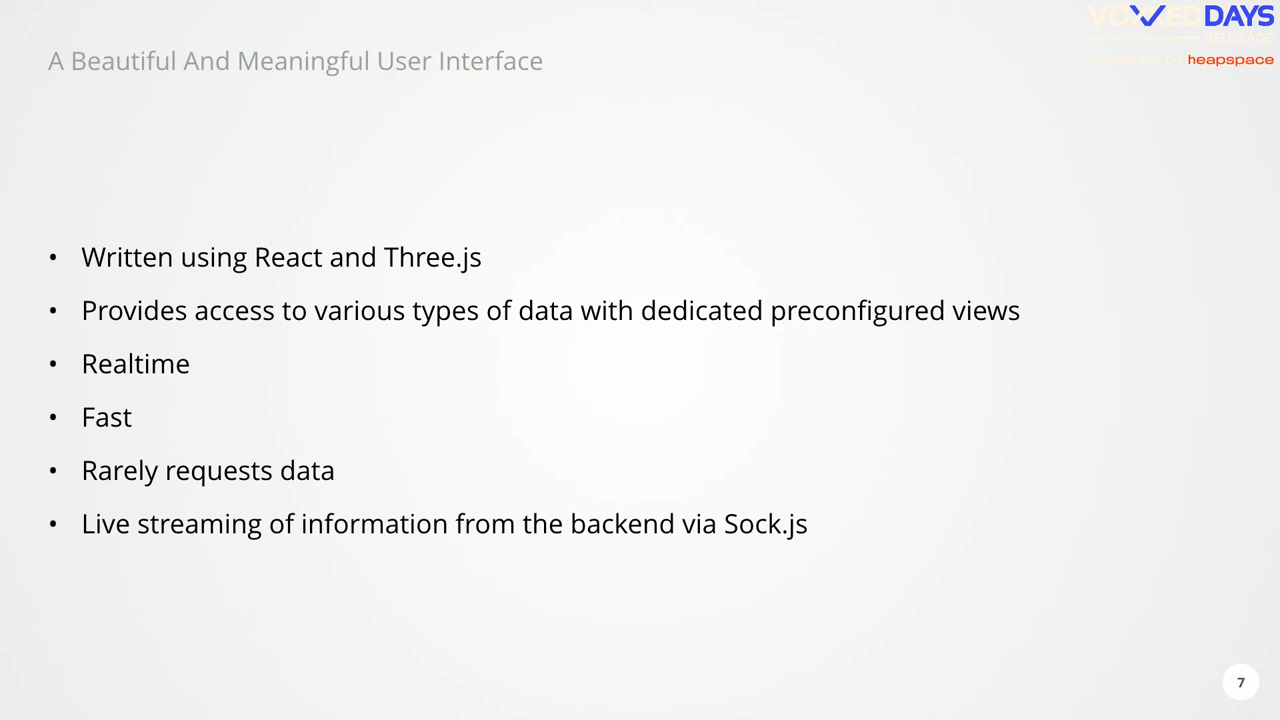 VOXXED DAYS
BELGRADE
Powered by heapspace
A Beautiful And Meaningful User Interface
• Written using React and Three.js
• Provides access to various types of data with dedicated preconfigured views
• Realtime
• Fast
• Rarely requests data
• Live streaming of information from the backend via Sock.js
7